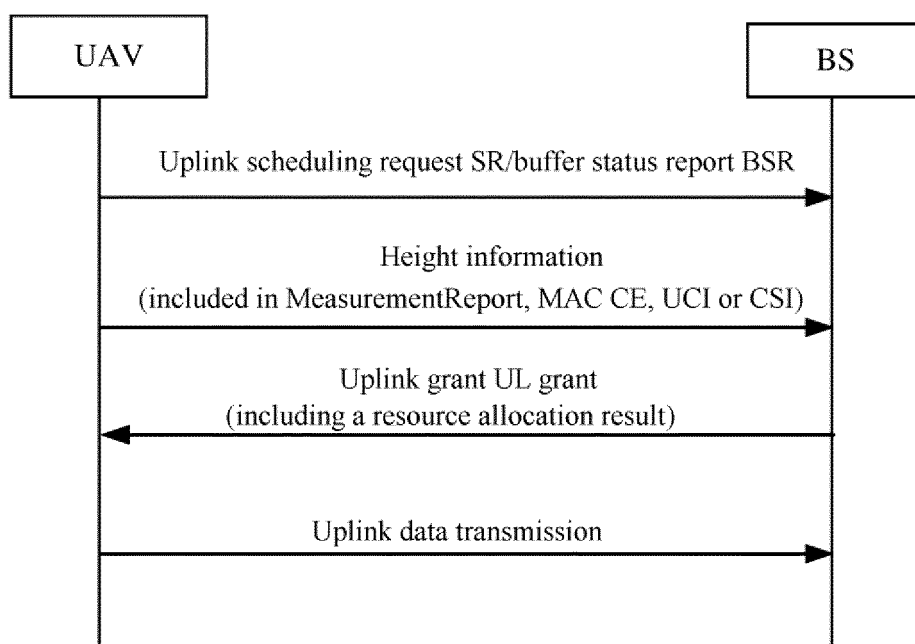 UAV
BS
Uplink scheduling request SR/buffer status report BSR
Height information
(included in MeasurementReport, MAC CE, UCI or CSI)
Uplink grant UL grant
(including a resource allocation result)
Uplink data transmission